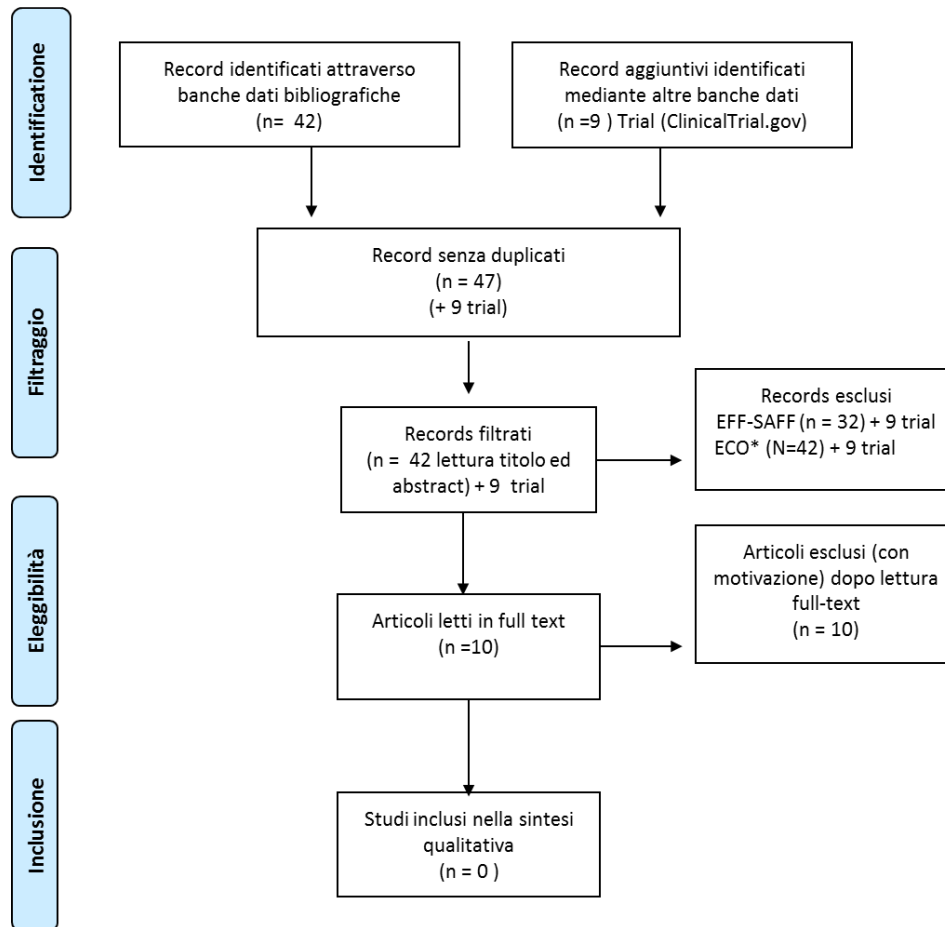 Identificatione
Record identificati attraverso
banche dati bibliografiche
(n= 42)
Record aggiuntivi identificati
mediante altre banche dati
(n =9 ) Trial (ClinicalTrial.gov)
Filtraggio
Record senza duplicati
(n = 47)
(+ 9 trial)
Records filtrati
(n = 42 lettura titolo ed
abstract) + 9 trial
Records esclusi
EFF-SAFF (n = 32) + 9 trial
ECO* (N=42) + 9 trial
Eleggibilità
Articoli letti in full text
(n =10)
Articoli esclusi (con
motivazione) dopo lettura
full-text
(n = 10)
Inclusione
Studi inclusi nella sintesi
qualitativa
(n = 0 )